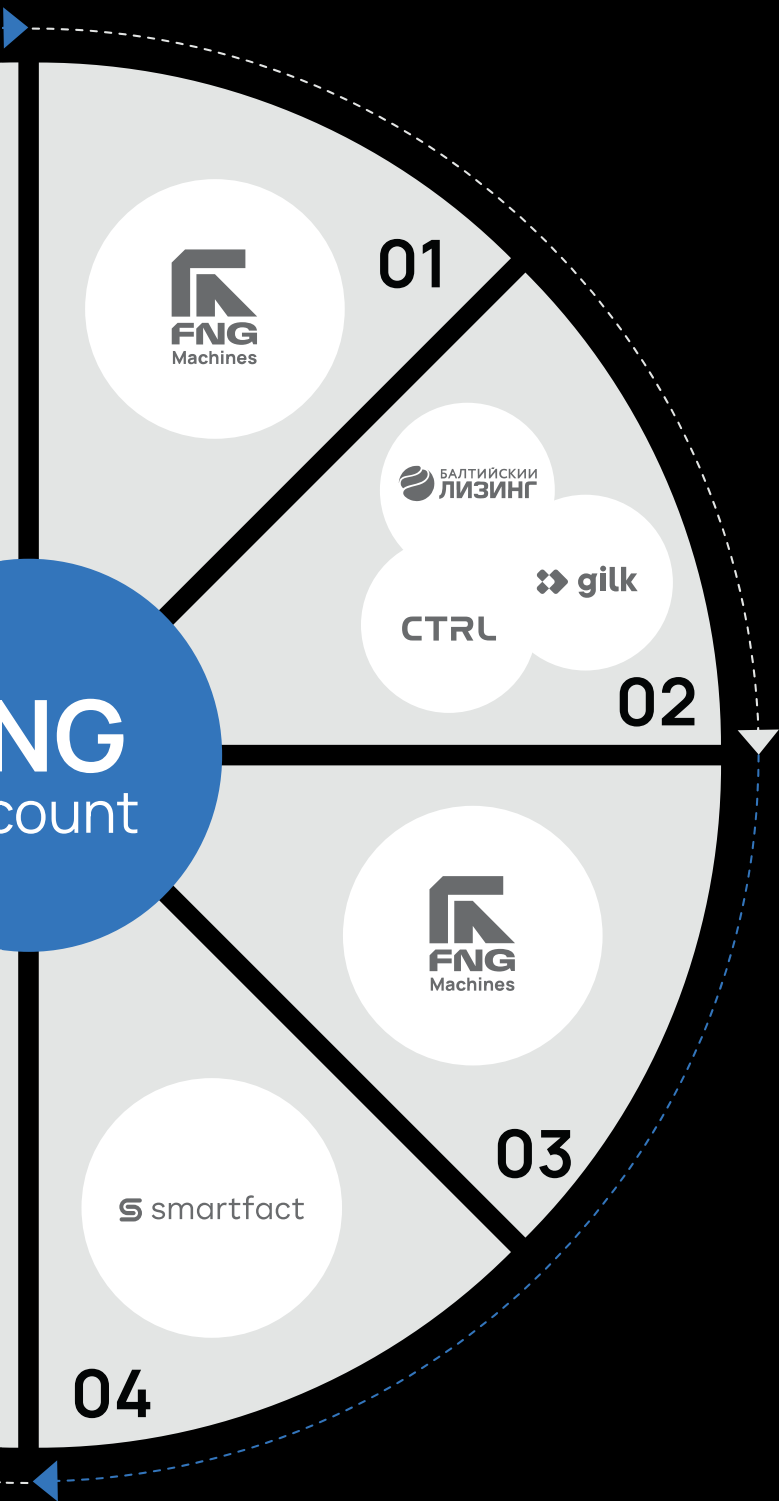 01
FNG
Machines
БАЛТИЙСКИЙ
ЛИЗИНГ
gilk
CTRL
02
NG
count
FNG
Machines
03
smartfact
04